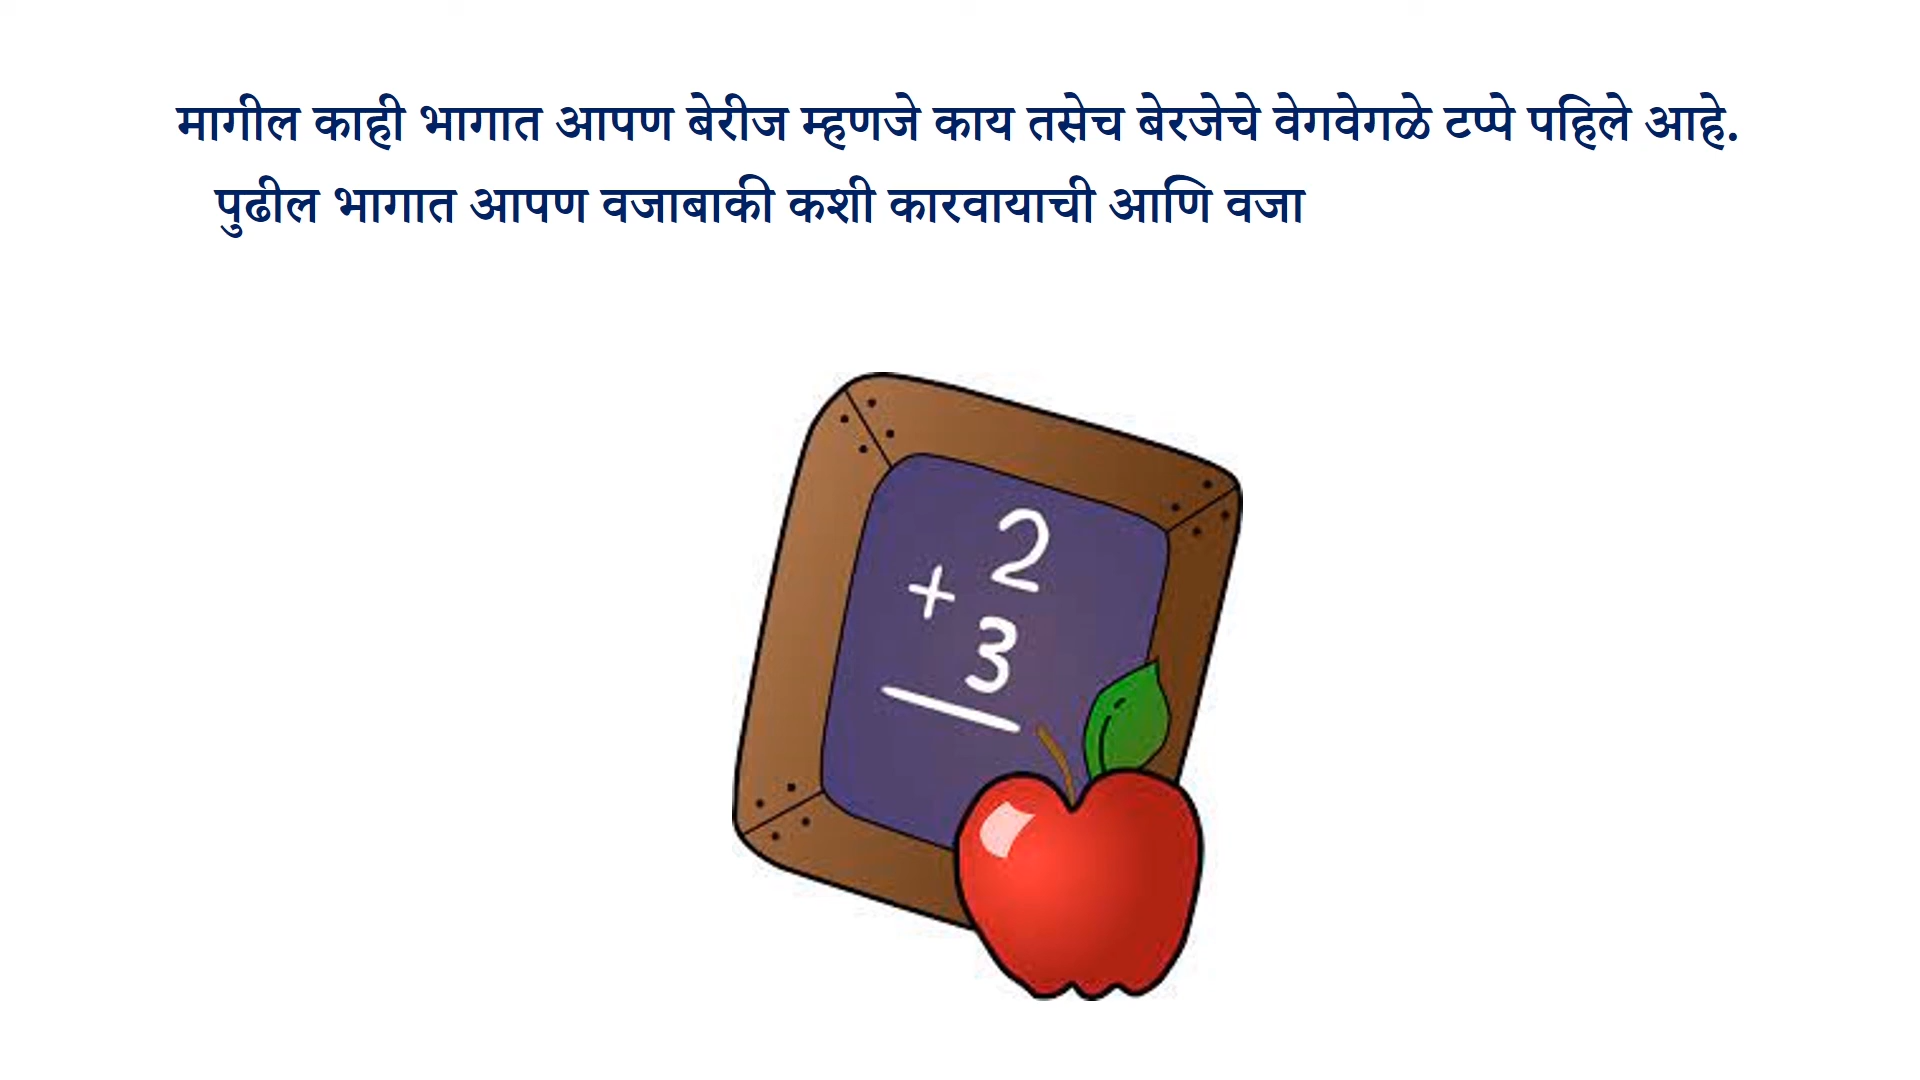 मागील काही भागात आपण बेरीज म्हणजे काय तसेच बेरजेचे वेगवेगळे टप्पे पहिले आहे.
पुढील भागात आपण वजाबाकी कशी कारवायाची आणि वजा
2
+
3